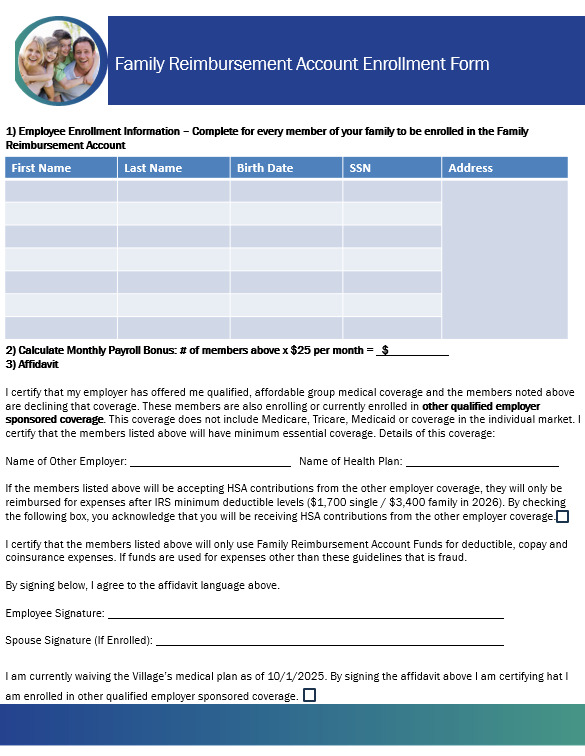 Family Reimbursement Account Enrollment Form
1) Employee Enrollment Information – Complete for every member of your family to be enrolled in the Family
Reimbursement Account
First Name Last Name Birth Date SSN Address
2) Calculate Monthly Payroll Bonus: # of members above x $25 per month = $
3) Affidavit
I certify that my employer has offered me qualified, affordable group medical coverage and the members noted above
are declining that coverage. These members are also enrolling or currently enrolled in other qualified employer
sponsored coverage. This coverage does not include Medicare, Tricare, Medicaid or coverage in the individual market. I
certify that the members listed above will have minimum essential coverage. Details of this coverage:
Name of Other Employer: Name of Health Plan:
If the members listed above will be accepting HSA contributions from the other employer coverage, they will only be
reimbursed for expenses after IRS minimum deductible levels ($1,700 single / $3,400 family in 2026). By checking
the following box, you acknowledge that you will be receiving HSA contributions from the other employer coverage.
I certify that the members listed above will only use Family Reimbursement Account Funds for deductible, copay and
coinsurance expenses. If funds are used for expenses other than these guidelines that is fraud.
By signing below, I agree to the affidavit language above.
Employee Signature:
Spouse Signature (If Enrolled):
I am currently waiving the Village's medical plan as of 10/1/2025. By signing the affidavit above I am certifying hat I
am enrolled in other qualified employer sponsored coverage.